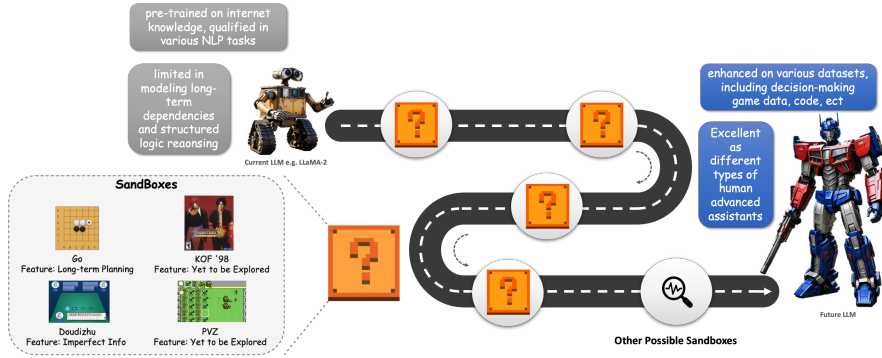 pre-trained on internet
knowledge, qualified in
various NLP tasks
limited in
modeling long-
term
dependencies
and structured
logic reaonsing
Current LLM e.g. LLaMA-2
enhanced on various datasets,
including decision-making
game data, code, ect
Excellent
as
different
types of
human
advanced
assistants
Future LLM
SandBoxes
Go
Feature: Long-term Planning
KOF '98
Feature: Yet to be Explored
Doudizhu
Feature: Imperfect Info
PVZ
Feature: Yet to be Explored
Other Possible Sandboxes